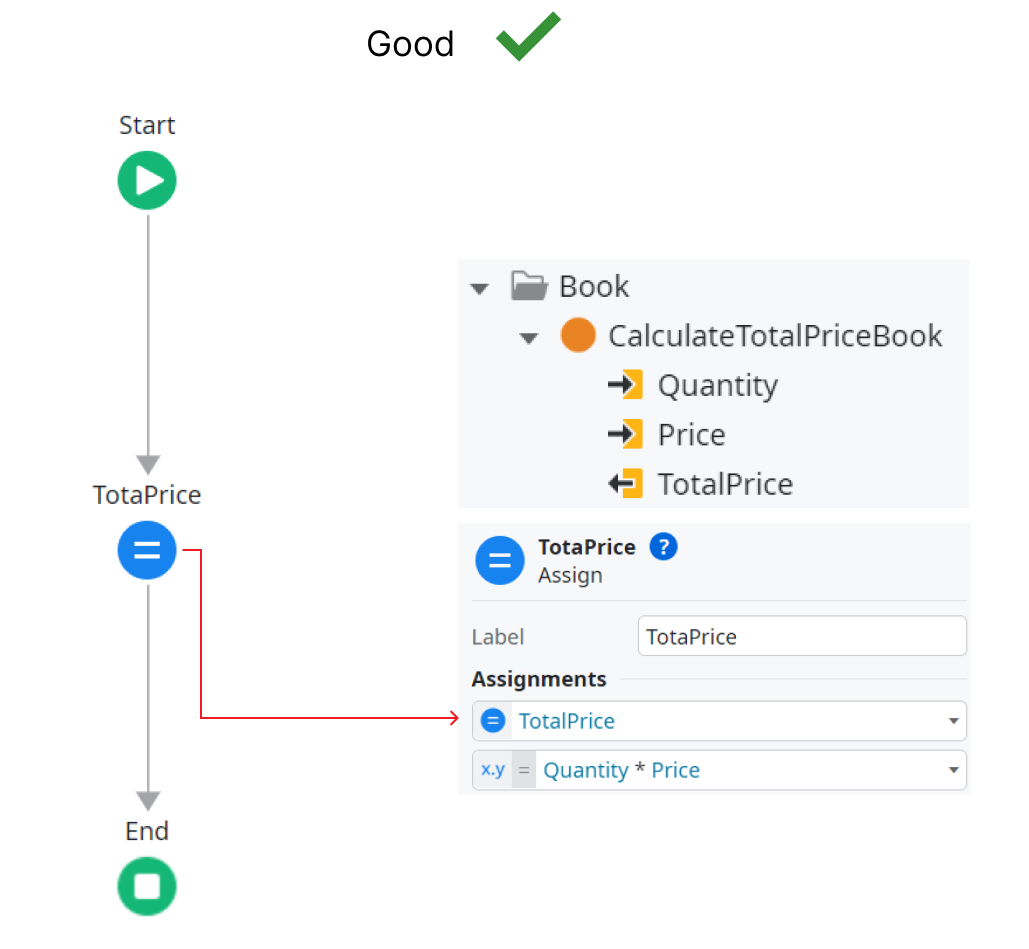 Good
Start
Book
CalculateTotalPriceBook
Quantity
Price
TotalPrice
TotaPrice
TotaPrice ?
Assign
Label TotaPrice
Assignments
= TotalPrice
x.y = Quantity * Price
End